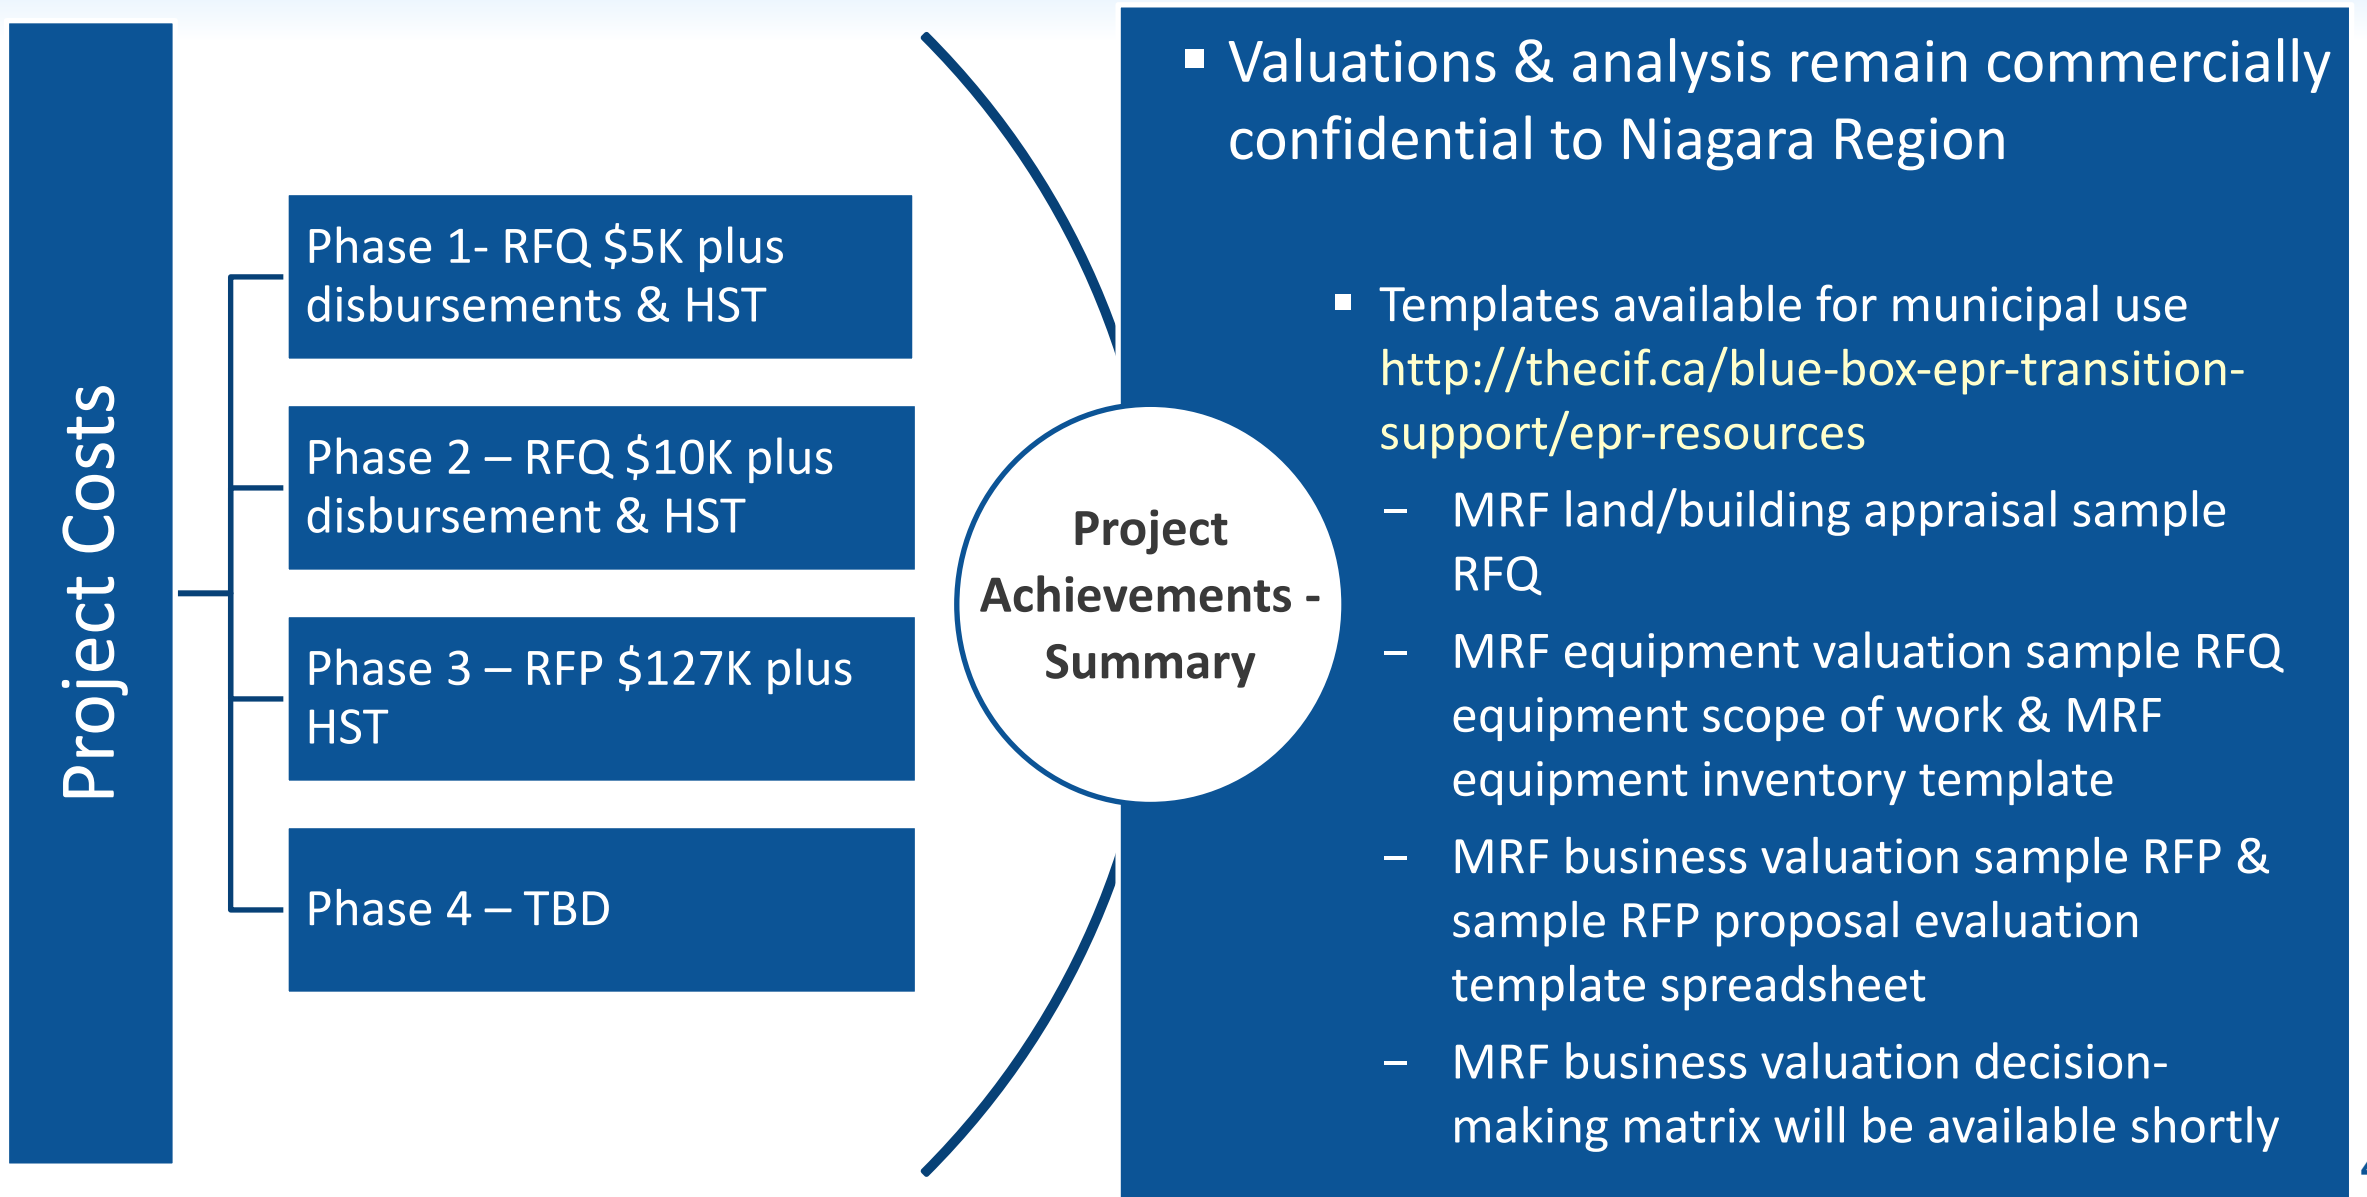 Project Costs
Phase 1- RFQ $5K plus
disbursements & HST
Phase 2 – RFQ $10K plus
disbursement & HST
Phase 3 – RFP $127K plus
HST
Phase 4 – TBD
Project
Achievements -
Summary
▪ Valuations & analysis remain commercially
confidential to Niagara Region
▪ Templates available for municipal use
http://thecif.ca/blue-box-epr-transition-
support/epr-resources
– MRF land/building appraisal sample
RFQ
– MRF equipment valuation sample RFQ
equipment scope of work & MRF
equipment inventory template
– MRF business valuation sample RFP &
sample RFP proposal evaluation
template spreadsheet
– MRF business valuation decision-
making matrix will be available shortly